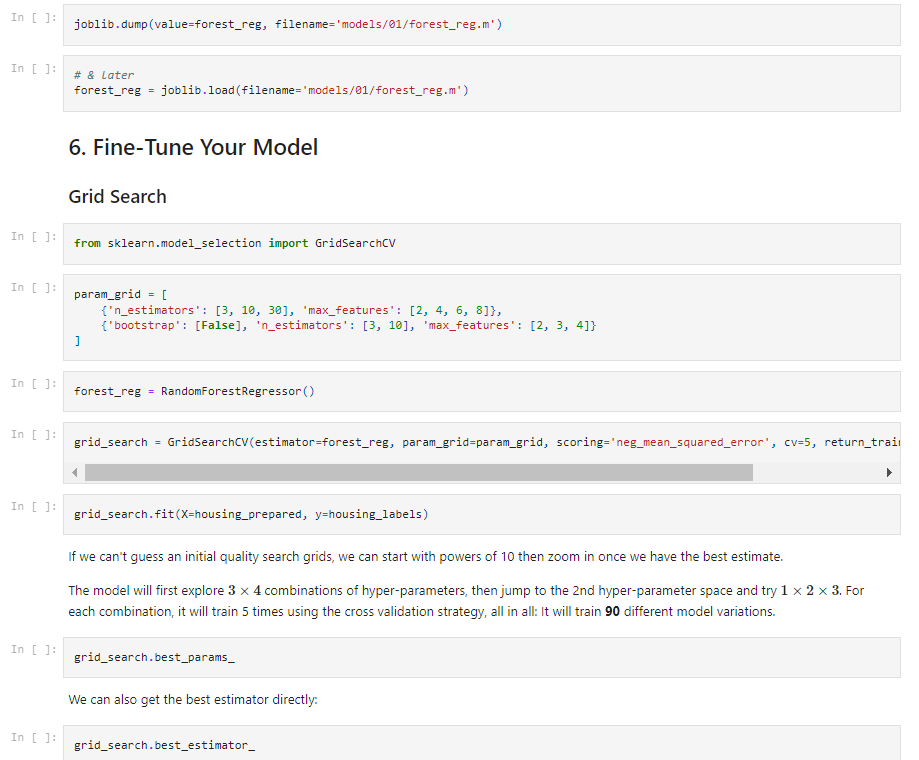 In [ ]:
joblib.dump(value=forest_reg, filename='models/01/forest_reg.m')
In [ ]:
# & Later
forest_reg = joblib.load(filename='models/01/forest_reg.m')
6. Fine-Tune Your Model
Grid Search
In [ ]:
from sklearn.model_selection import GridSearchCV
In [ ]:
param_grid = [
    {'n_estimators': [3, 10, 30], 'max_features': [2, 4, 6, 8]},
    {'bootstrap': [False], 'n_estimators': [3, 10], 'max_features': [2, 3, 4]}
]
In [ ]:
forest_reg = RandomForestRegressor()
In [ ]:
grid_search = GridSearchCV(estimator=forest_reg, param_grid=param_grid, scoring='neg_mean_squared_error', cv=5, return_trai
In [ ]:
grid_search.fit(X=housing_prepared, y=housing_labels)
If we can't guess an initial quality search grids, we can start with powers of 10 then zoom in once we have the best estimate.
The model will first explore 3 × 4 combinations of hyper-parameters, then jump to the 2nd hyper-parameter space and try 1 × 2 × 3. For
each combination, it will train 5 times using the cross validation strategy, all in all: It will train 90 different model variations.
In [ ]:
grid_search.best_params_
We can also get the best estimator directly:
In [ ]:
grid_search.best_estimator_